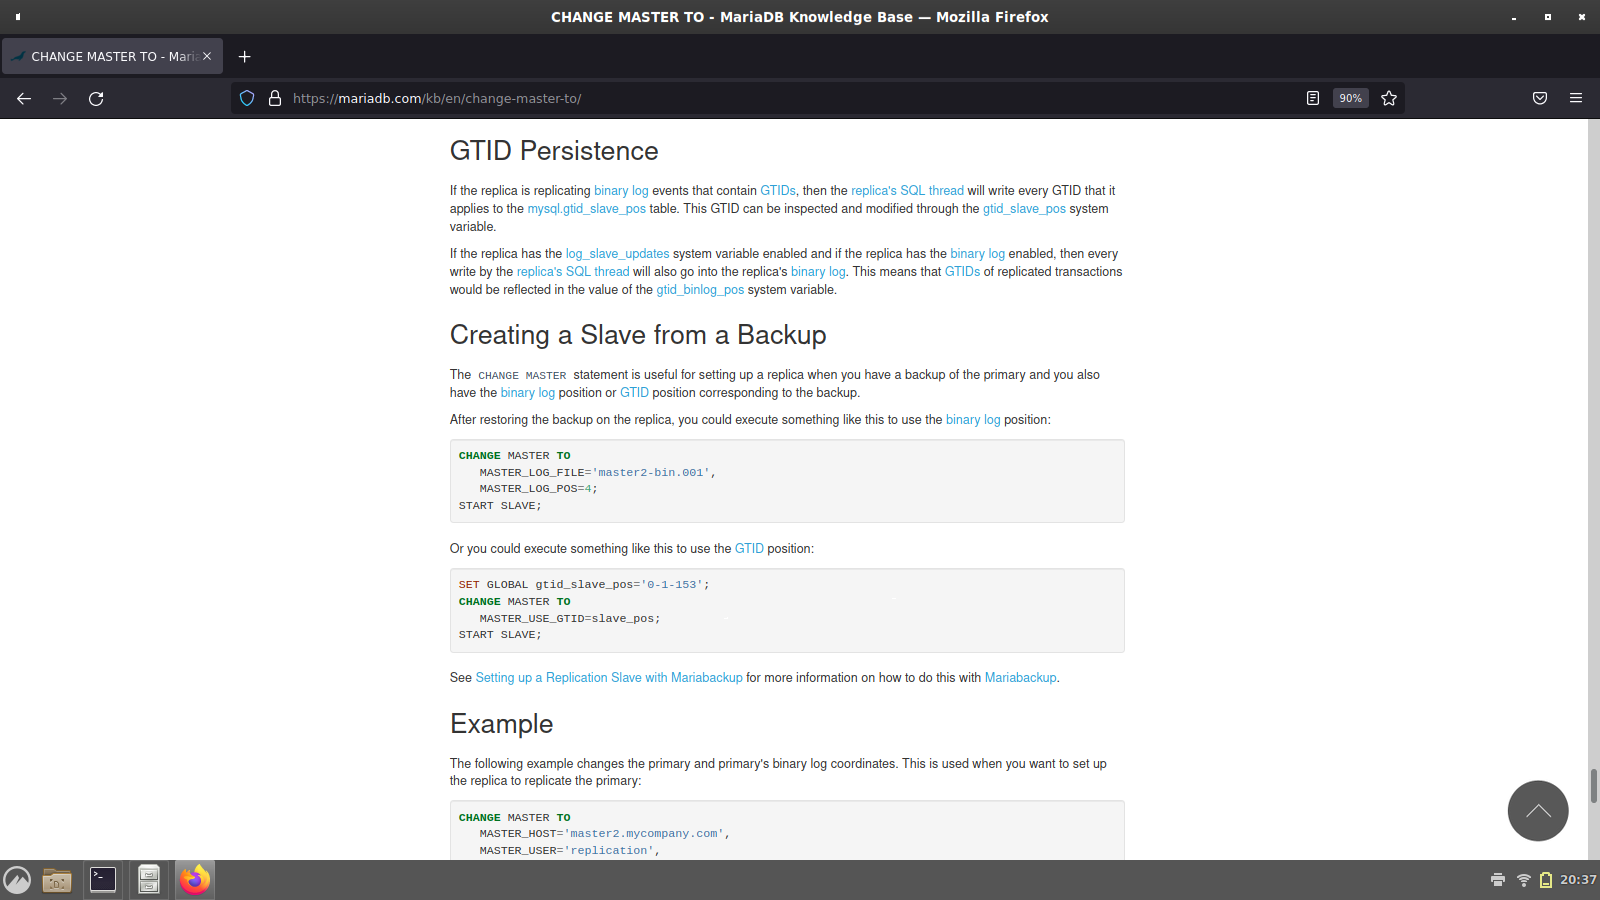 CHANGE MASTER TO - MariaDB Knowledge Base — Mozilla Firefox
CHANGE MASTER TO - Maria
https://mariadb.com/kb/en/change-master-to/
90%
GTID Persistence
If the replica is replicating binary log events that contain GTIDs, then the replica's SQL thread will write every GTID that it
applies to the mysql.gtid_slave_pos table. This GTID can be inspected and modified through the gtid_slave_pos system
variable.
If the replica has the log_slave_updates system variable enabled and if the replica has the binary log enabled, then every
write by the replica's SQL thread will also go into the replica's binary log. This means that GTIDs of replicated transactions
would be reflected in the value of the gtid_binlog_pos system variable.
Creating a Slave from a Backup
The CHANGE MASTER statement is useful for setting up a replica when you have a backup of the primary and you also
have the binary log position or GTID position corresponding to the backup.
After restoring the backup on the replica, you could execute something like this to use the binary log position:
CHANGE MASTER TO
MASTER_LOG_FILE='master2-bin.001',
MASTER_LOG_POS=4;
START SLAVE;
Or you could execute something like this to use the GTID position:
SET GLOBAL gtid_slave_pos='0-1-153';
CHANGE MASTER TO
MASTER_USE_GTID=slave_pos;
START SLAVE;
See Setting up a Replication Slave with Mariabackup for more information on how to do this with Mariabackup.
Example
The following example changes the primary and primary's binary log coordinates. This is used when you want to set up
the replica to replicate the primary:
CHANGE MASTER TO
MASTER_HOST='master2.mycompany.com',
MASTER_USER='replication',
20:37